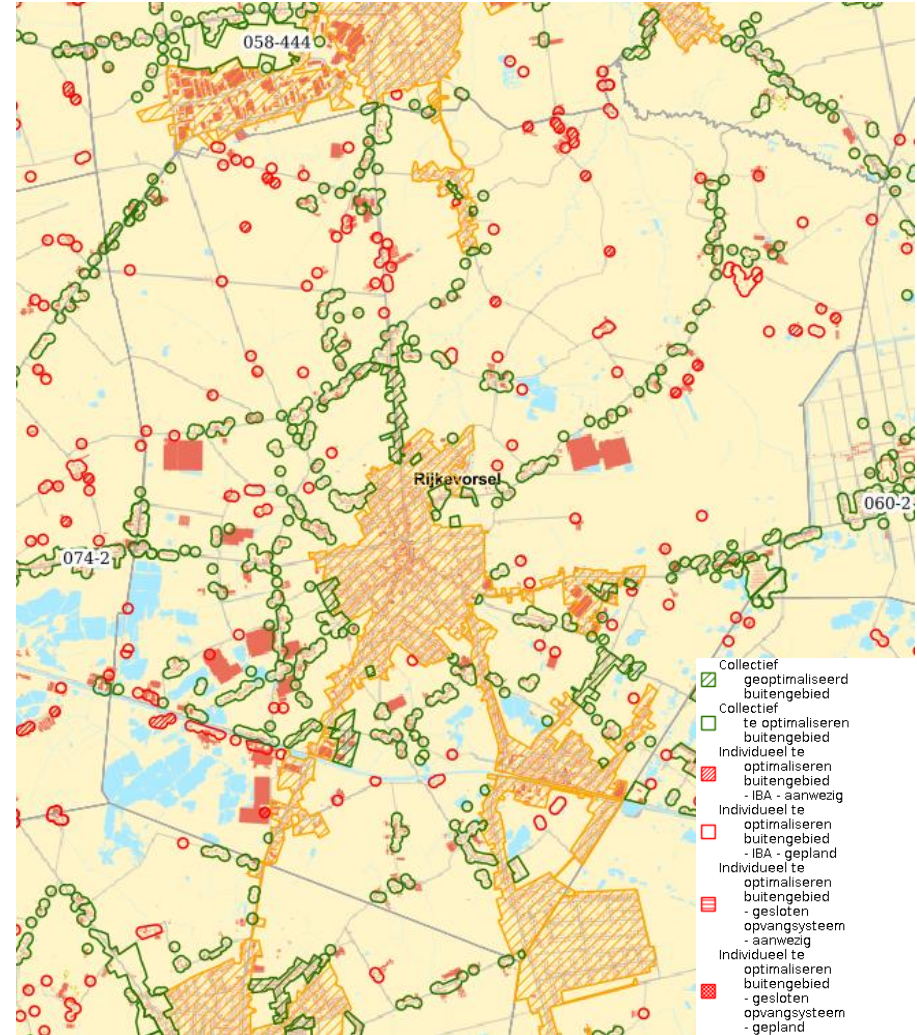 058-444
Rijkevorsel
060-2
074-2
Collectief
geoptimaliseerd
buitengebied
Collectief
te optimaliseren
buitengebied
Individueel te
optimaliseren
buitengebied
- IBA - aanwezig
Individueel te
optimaliseren
buitengebied
- IBA - gepland
Individueel te
optimaliseren
buitengebied
- gesloten
opvangsysteem
- aanwezig
Individueel te
optimaliseren
buitengebied
- gesloten
opvangsysteem
- gepland